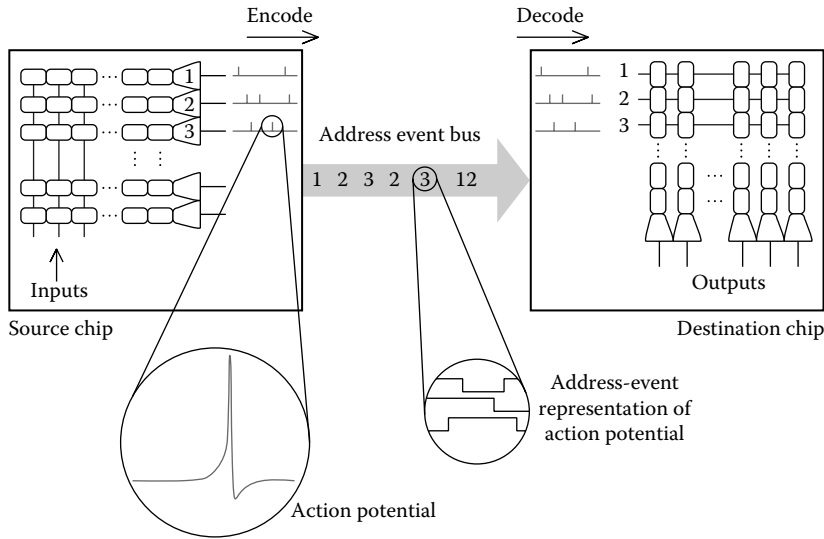 Encode
Decode
1
2
3
1
2
3
Address event bus
1 2 3 2 3 12
Inputs
Outputs
Source chip
Destination chip
Address-event
representation of
action potential
Action potential